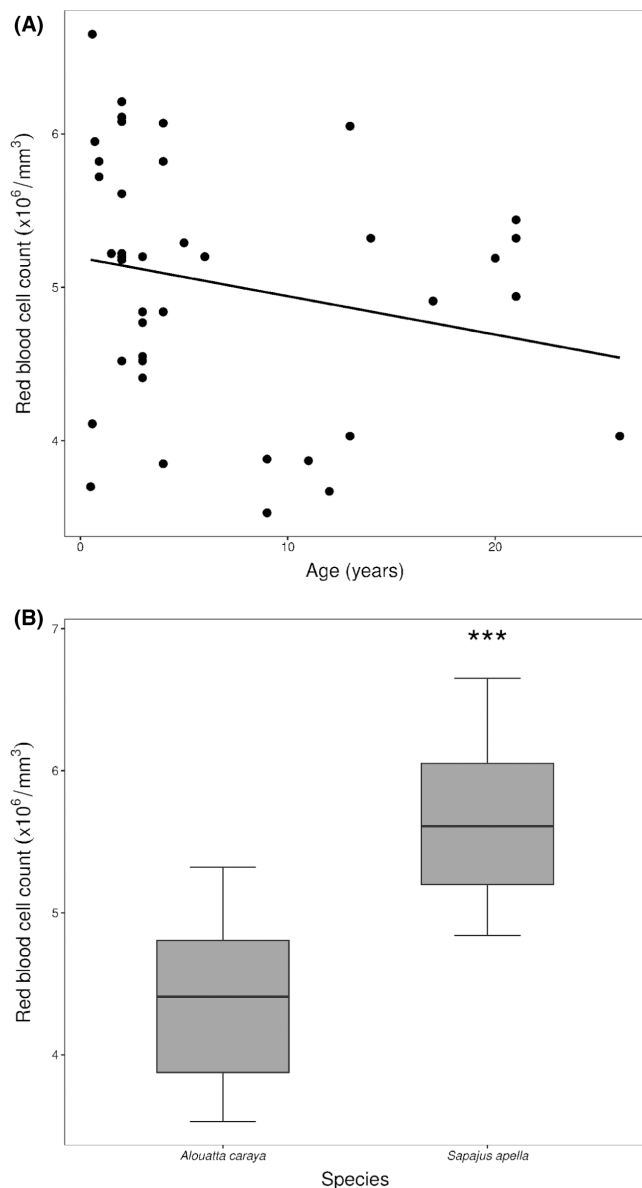 (A)
Red blood cell count (x10⁶/mm³)
6
5
4
0 10 20
Age (years)
(B)
Red blood cell count (x10⁶/mm³)
7
***
6
5
4
Alouatta caraya Sapajus apella
Species